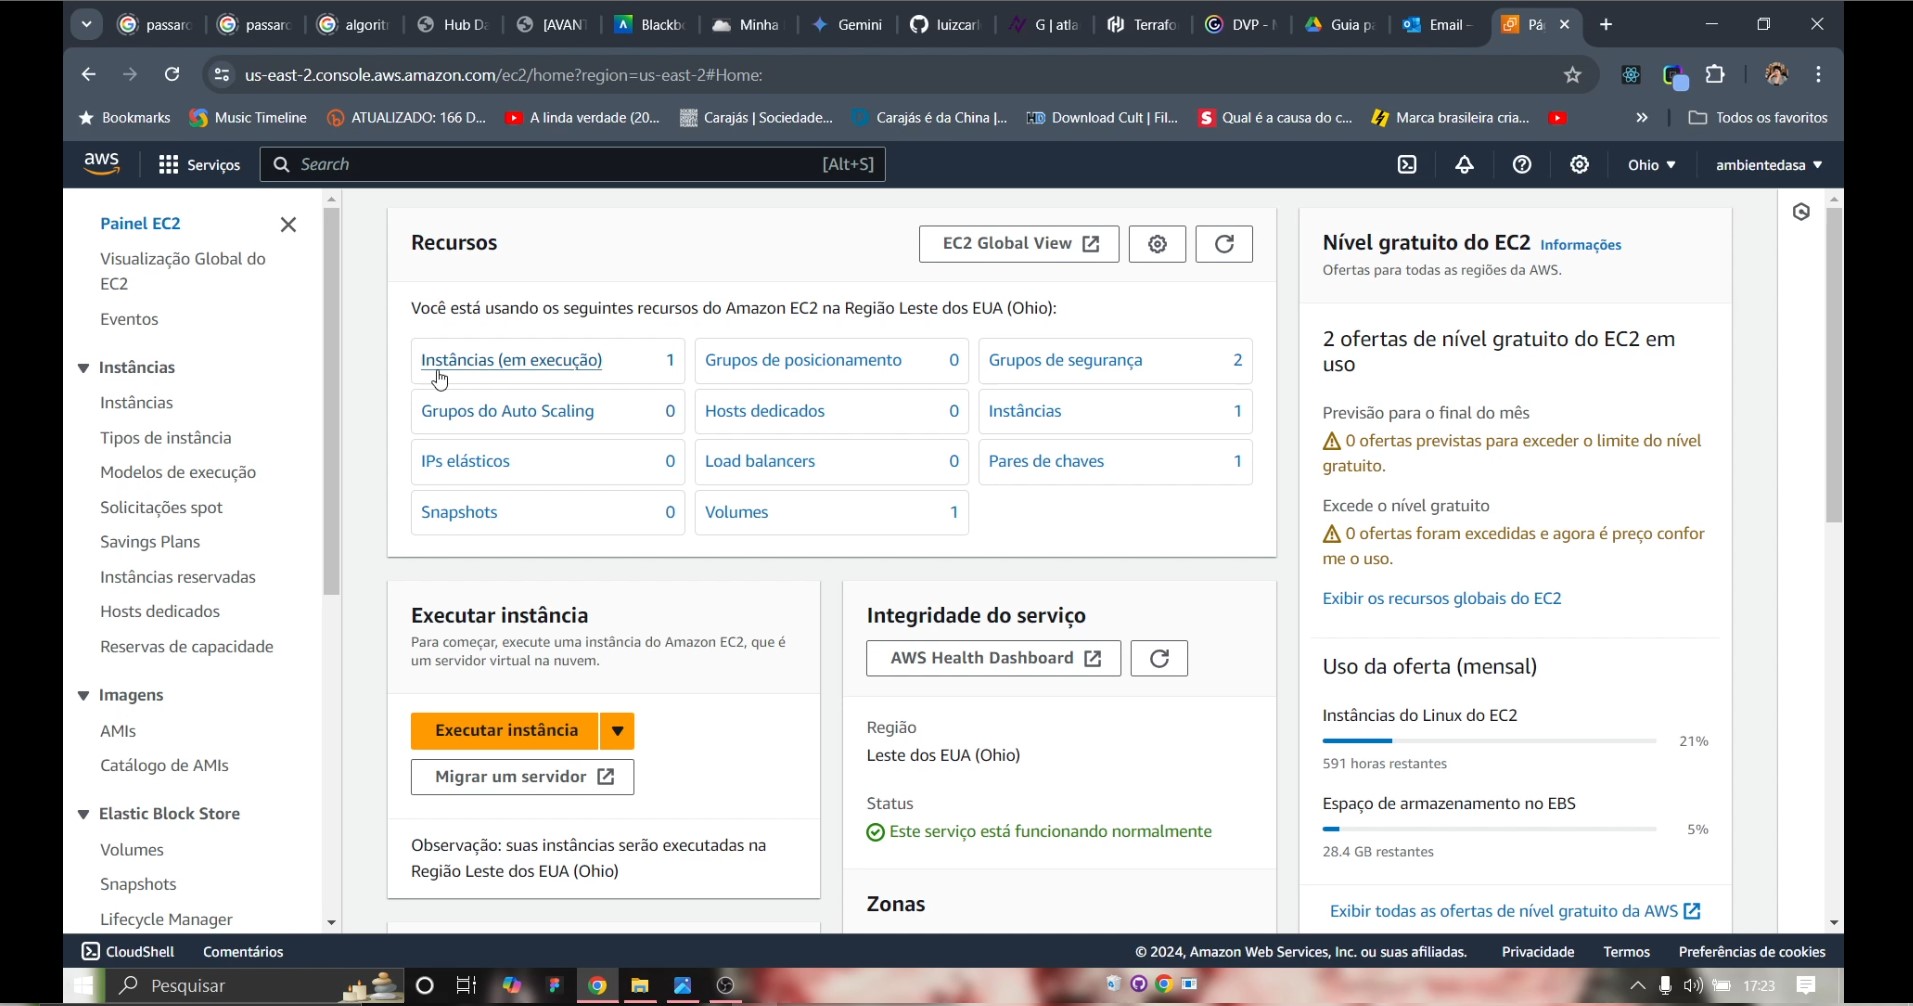 passarc
passarc
algorit
Hub Da
[AVAN
Blackb
Minha
Gemini
luizcarl
G | atla
Terrafo
DVP - N
Guia pa
Email -
Pá
us-east-2.console.aws.amazon.com/ec2/home?region=us-east-2#Home:
Bookmarks
Music Timeline
ATUALIZADO: 166 D...
A linda verdade (20...
Carajás | Sociedade...
Carajás é da China |...
Download Cult | Fil...
Qual é a causa do c...
Marca brasileira cria...
»
Todos os favoritos
aws
Serviços
Search
[Alt+S]
Ohio
ambientedasa
Painel EC2
Visualização Global do
EC2
Eventos
Instâncias
Instâncias
Tipos de instância
Modelos de execução
Solicitações spot
Savings Plans
Instâncias reservadas
Hosts dedicados
Reservas de capacidade
Imagens
AMIs
Catálogo de AMIs
Elastic Block Store
Volumes
Snapshots
Lifecycle Manager
Recursos
EC2 Global View
Você está usando os seguintes recursos do Amazon EC2 na Região Leste dos EUA (Ohio):
Instâncias (em execução) 1
Grupos de posicionamento 0
Grupos de segurança 2
Grupos do Auto Scaling 0
Hosts dedicados 0
Instâncias 1
IPs elásticos 0
Load balancers 0
Pares de chaves 1
Snapshots 0
Volumes 1
Executar instância
Para começar, execute uma instância do Amazon EC2, que é
um servidor virtual na nuvem.
Executar instância
Migrar um servidor
Observação: suas instâncias serão executadas na
Região Leste dos EUA (Ohio)
Integridade do serviço
AWS Health Dashboard
Região
Leste dos EUA (Ohio)
Status
Este serviço está funcionando normalmente
Zonas
Nível gratuito do EC2 Informações
Ofertas para todas as regiões da AWS.
2 ofertas de nível gratuito do EC2 em
uso
Previsão para o final do mês
0 ofertas previstas para exceder o limite do nível
gratuito.
Excede o nível gratuito
0 ofertas foram excedidas e agora é preço confor
me o uso.
Exibir os recursos globais do EC2
Uso da oferta (mensal)
Instâncias do Linux do EC2
21%
591 horas restantes
Espaço de armazenamento no EBS
5%
28.4 GB restantes
Exibir todas as ofertas de nível gratuito da AWS
CloudShell
Comentários
© 2024, Amazon Web Services, Inc. ou suas afiliadas.
Privacidade
Termos
Preferências de cookies
Pesquisar
17:23